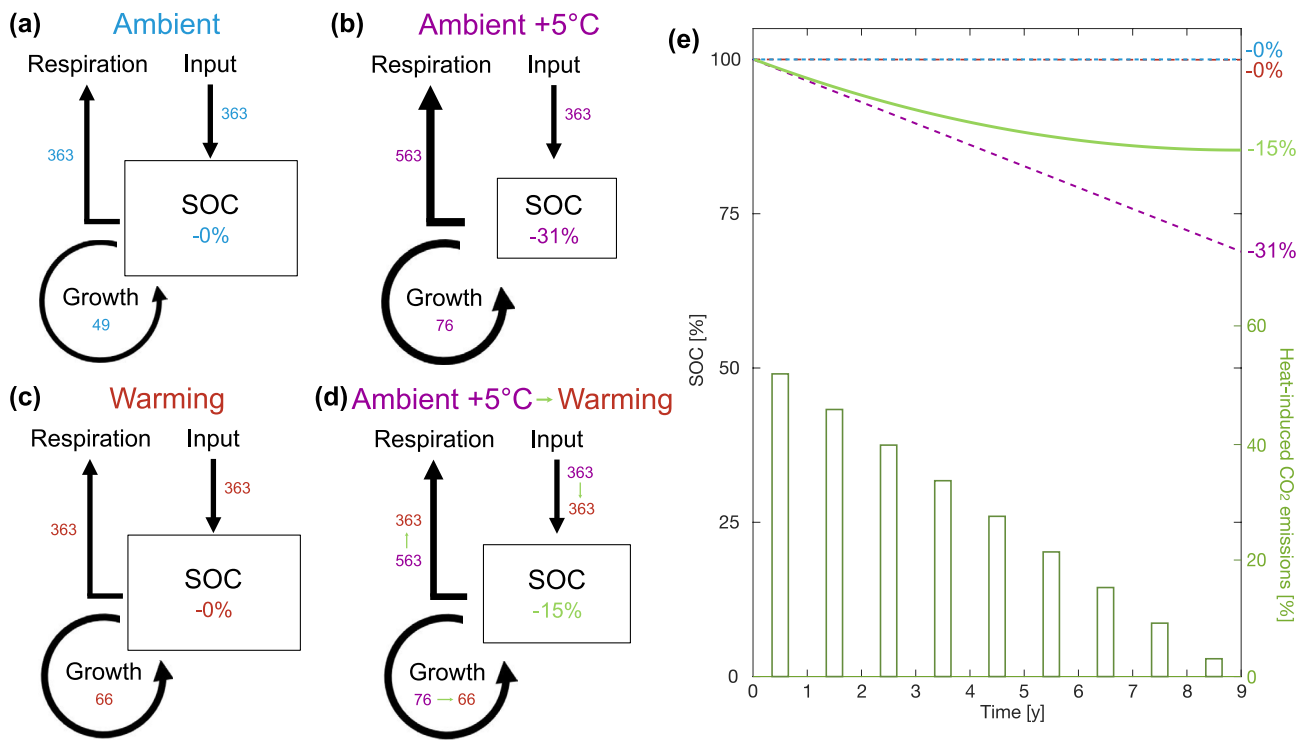 (a) Ambient
Respiration Input
363
363
SOC
-0%
Growth
49
(b) Ambient +5°C
Respiration Input
363
563
SOC
-31%
Growth
76
(c) Warming
Respiration Input
363
363
SOC
-0%
Growth
66
(d) Ambient +5°C → Warming
Respiration Input
363
363
363
563
SOC
-15%
Growth
76 → 66
(e)
100
75
50
25
0
SOC [%]
-0%
-0%
-15%
-31%
60
40
20
0
Heat-induced CO₂ emissions [%]
0 1 2 3 4 5 6 7 8 9
Time [y]